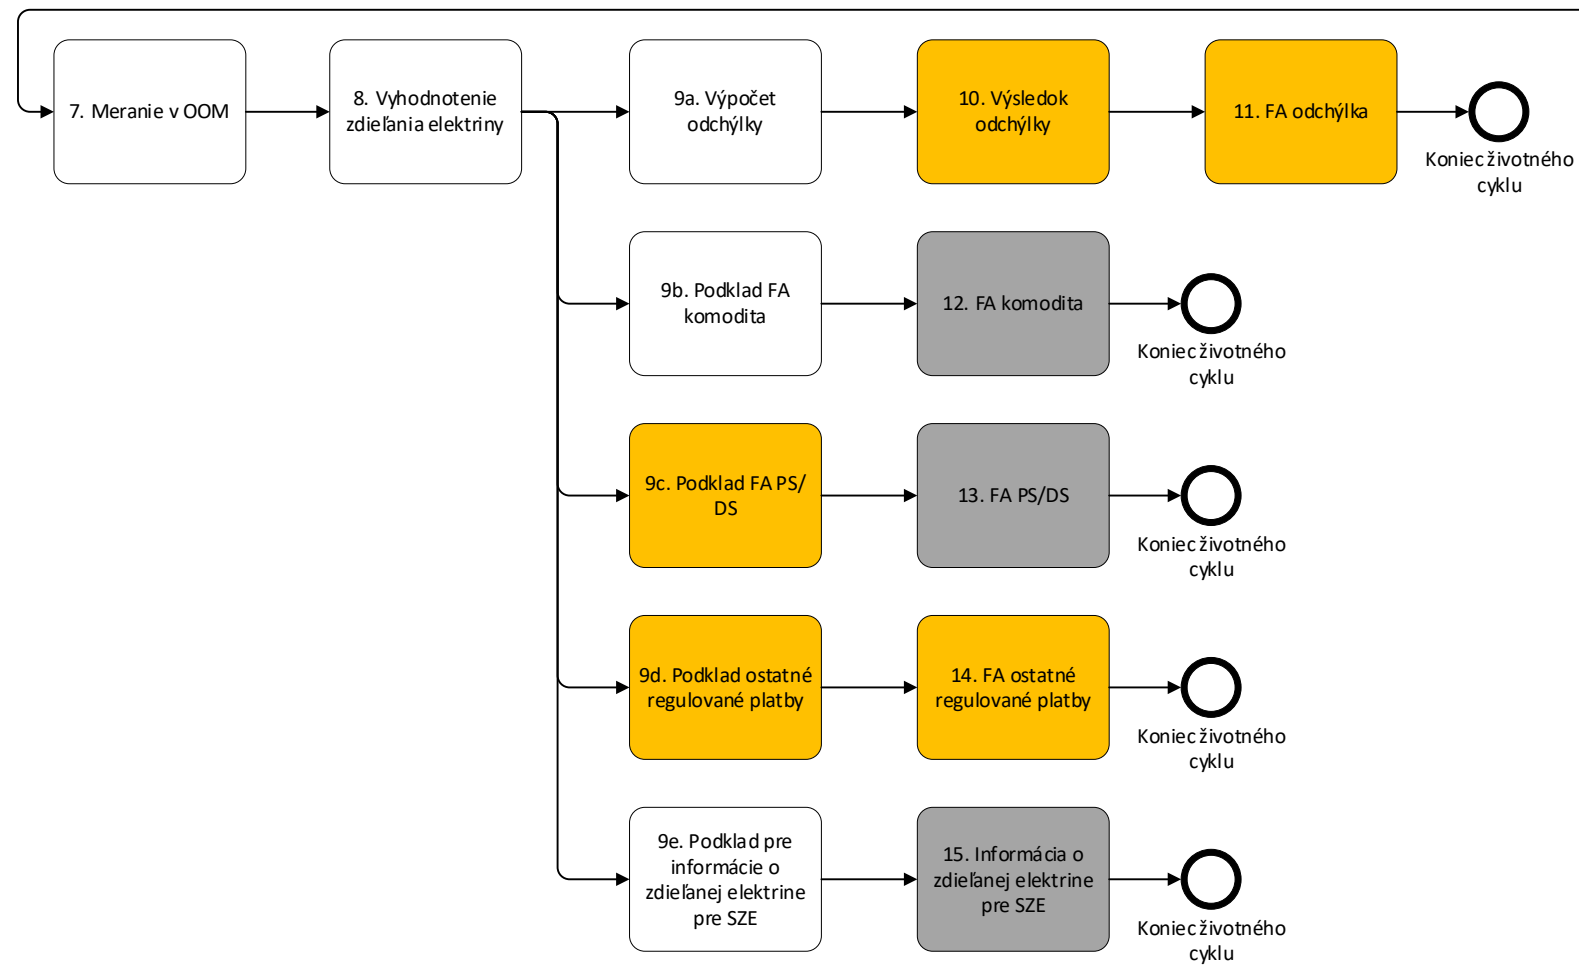 7. Meranie v OOM
8. Vyhodnotenie
zdieľania elektriny
9a. Výpočet
odchýlky
10. Výsledok
odchýlky
11. FA odchýlka
Koniec životného
cyklu
9b. Podklad FA
komodita
12. FA komodita
Koniec životného
cyklu
9c. Podklad FA PS/
DS
13. FA PS/DS
Koniec životného
cyklu
9d. Podklad ostatné
regulované platby
14. FA ostatné
regulované platby
Koniec životného
cyklu
9e. Podklad pre
informácie o
zdieľanej elektrine
pre SZE
15. Informácia o
zdieľanej elektrine
pre SZE
Koniec životného
cyklu